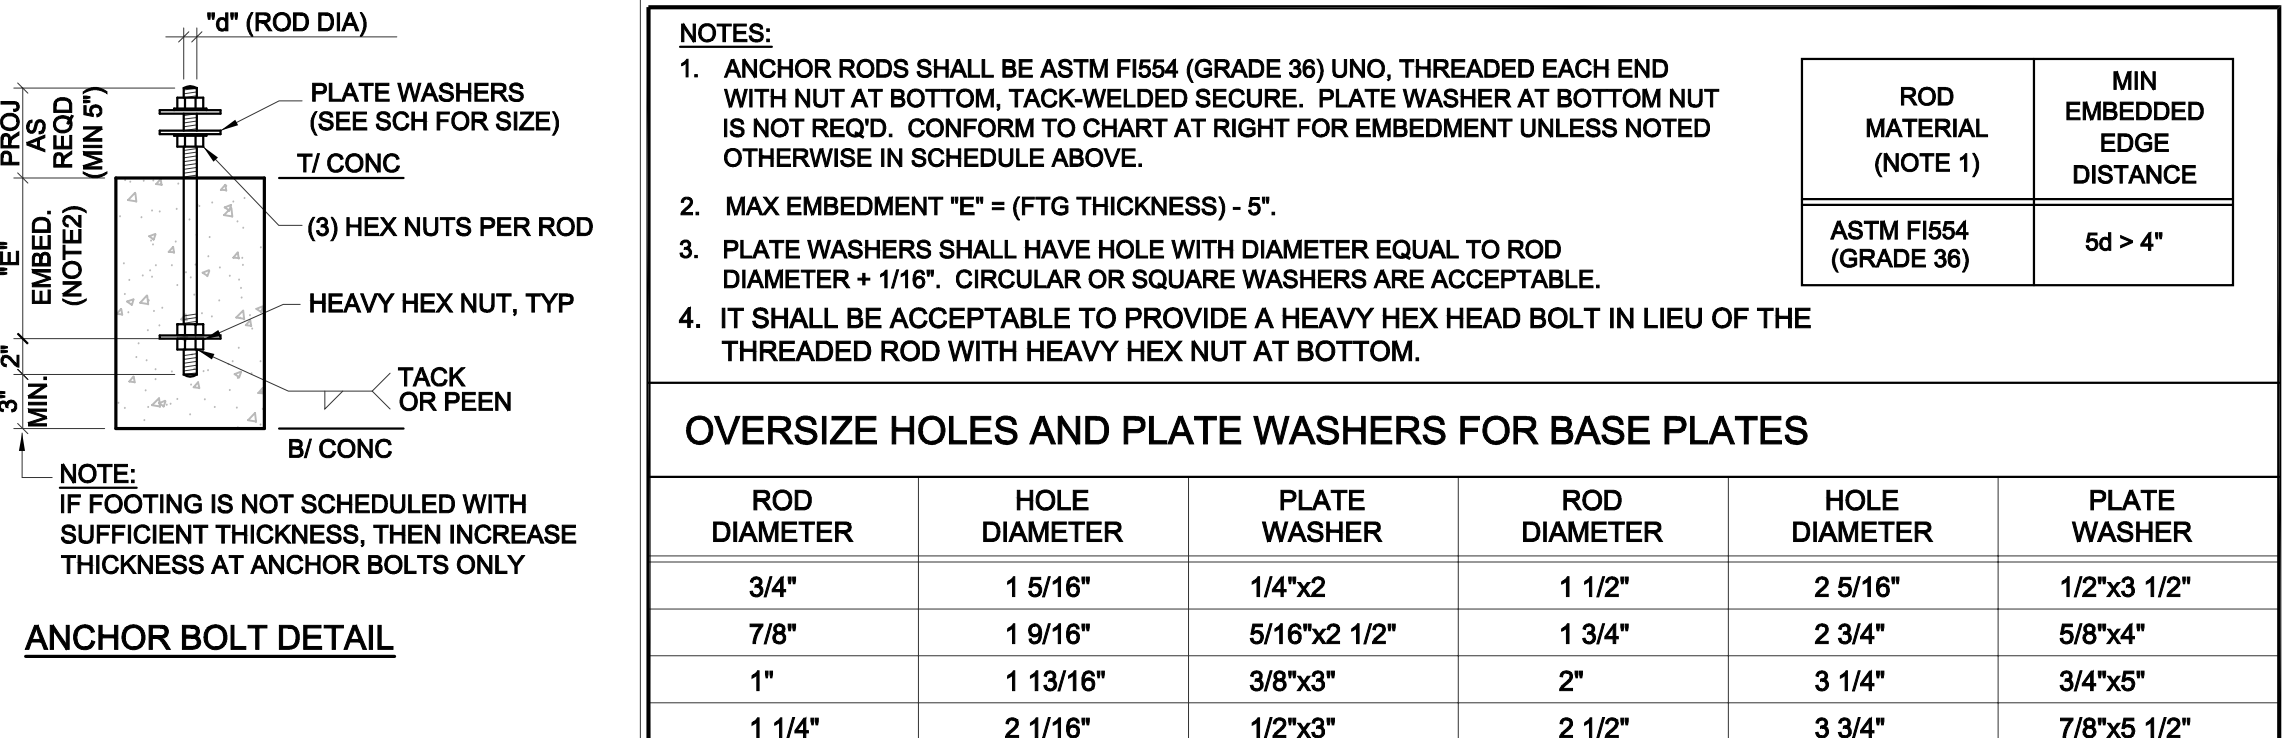 "d" (ROD DIA)
PLATE WASHERS
(SEE SCH FOR SIZE)
PROJ
AS
REQD
(MIN 5")
T/ CONC
(3) HEX NUTS PER ROD
"E"
EMBED.
(NOTE2)
HEAVY HEX NUT, TYP
2"
3"
MIN.
TACK
OR PEEN
B/ CONC
NOTE:
IF FOOTING IS NOT SCHEDULED WITH
SUFFICIENT THICKNESS, THEN INCREASE
THICKNESS AT ANCHOR BOLTS ONLY
ANCHOR BOLT DETAIL
NOTES:
1. ANCHOR RODS SHALL BE ASTM FI554 (GRADE 36) UNO, THREADED EACH END
WITH NUT AT BOTTOM, TACK-WELDED SECURE. PLATE WASHER AT BOTTOM NUT
IS NOT REQ'D. CONFORM TO CHART AT RIGHT FOR EMBEDMENT UNLESS NOTED
OTHERWISE IN SCHEDULE ABOVE.
2. MAX EMBEDMENT "E" = (FTG THICKNESS) - 5".
3. PLATE WASHERS SHALL HAVE HOLE WITH DIAMETER EQUAL TO ROD
DIAMETER + 1/16". CIRCULAR OR SQUARE WASHERS ARE ACCEPTABLE.
4. IT SHALL BE ACCEPTABLE TO PROVIDE A HEAVY HEX HEAD BOLT IN LIEU OF THE
THREADED ROD WITH HEAVY HEX NUT AT BOTTOM.
ROD
MATERIAL
(NOTE 1)
MIN
EMBEDDED
EDGE
DISTANCE
ASTM FI554
(GRADE 36)
5d > 4"
OVERSIZE HOLES AND PLATE WASHERS FOR BASE PLATES
ROD HOLE PLATE ROD HOLE PLATE
DIAMETER DIAMETER WASHER DIAMETER DIAMETER WASHER
3/4" 1 5/16" 1/4"x2 1 1/2" 2 5/16" 1/2"x3 1/2"
7/8" 1 9/16" 5/16"x2 1/2" 1 3/4" 2 3/4" 5/8"x4"
1" 1 13/16" 3/8"x3" 2" 3 1/4" 3/4"x5"
1 1/4" 2 1/16" 1/2"x3" 2 1/2" 3 3/4" 7/8"x5 1/2"